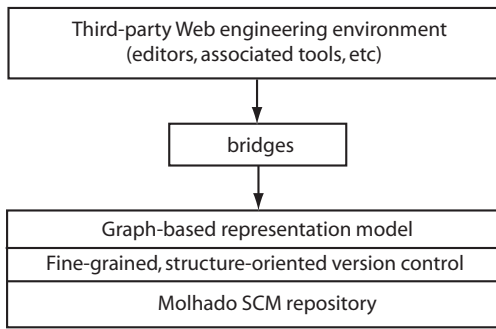 Third-party Web engineering environment
(editors, associated tools, etc)
bridges
Graph-based representation model
Fine-grained, structure-oriented version control
Molhado SCM repository